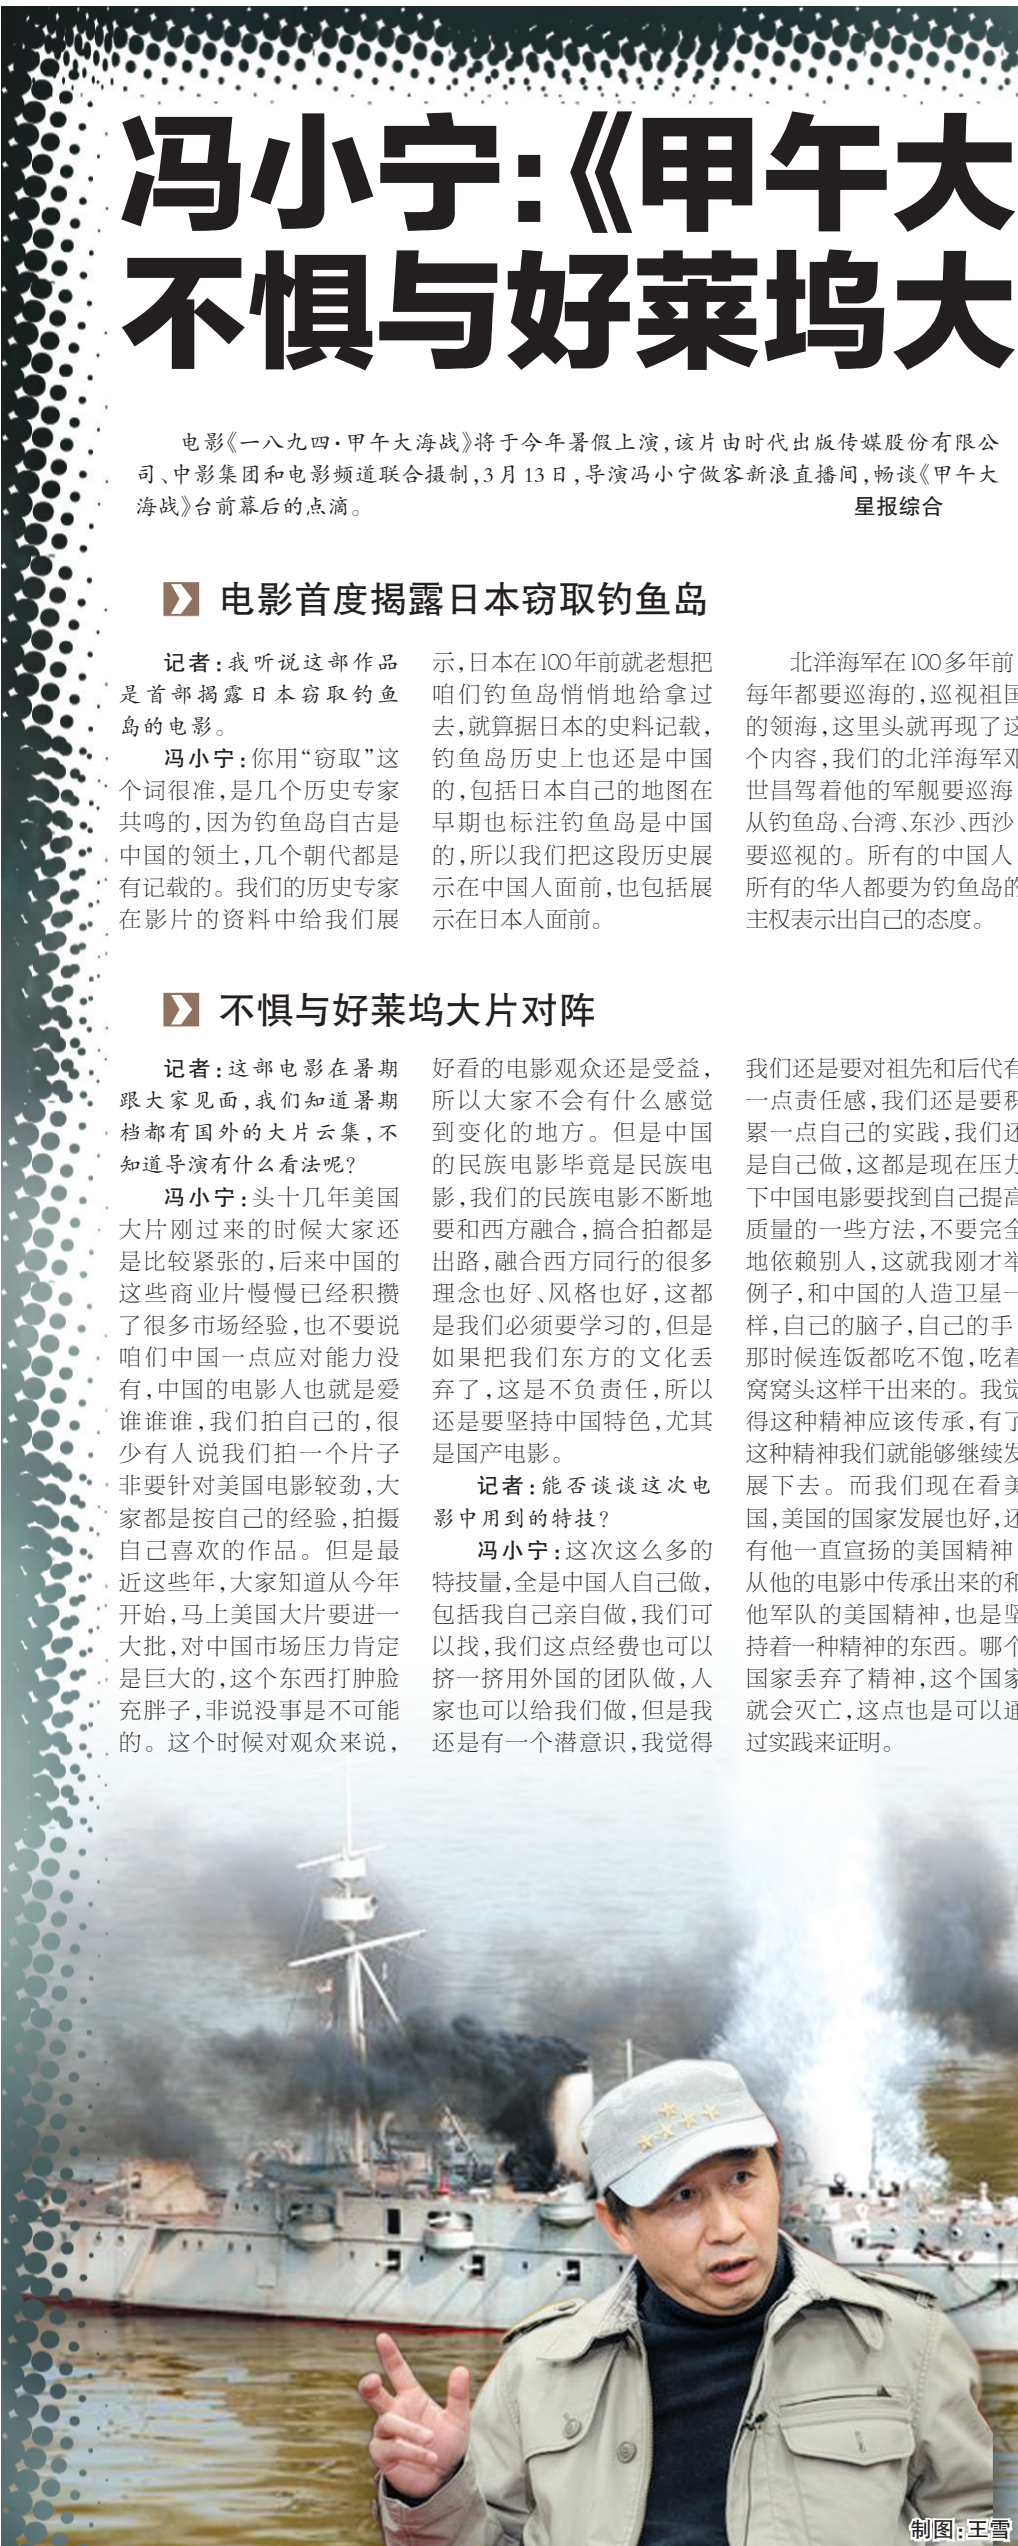 冯小宁:《甲午大
不惧与好莱坞大
电影《一八九四·甲午大海战》将于今年暑假上演,该片由时代出版传媒股份有限公
司、中影集团和电影频道联合摄制,3月13日,导演冯小宁做客新浪直播间,畅谈《甲午大
海战》台前幕后的点滴。 星报综合
电影首度揭露日本窃取钓鱼岛
记者:我听说这部作品
是首部揭露日本窃取钓鱼
岛的电影。
冯小宁:你用“窃取”这
个词很准,是几个历史专家
共鸣的,因为钓鱼岛自古是
中国的领土,几个朝代都是
有记载的。我们的历史专家
在影片的资料中给我们展
示,日本在100年前就老想把
咱们钓鱼岛悄悄地给拿过
去,就算据日本的史料记载,
钓鱼岛历史上也还是中国
的,包括日本自己的地图在
早期也标注钓鱼岛是中国
的,所以我们把这段历史展
示在中国人面前,也包括展
示在日本人面前。
北洋海军在100多年前
每年都要巡海的,巡视祖国
的领海,这里头就再现了这
个内容,我们的北洋海军邓
世昌驾着他的军舰要巡海
从钓鱼岛、台湾、东沙、西沙
要巡视的。所有的中国人
所有的华人都要为钓鱼岛的
主权表示出自己的态度。
不惧与好莱坞大片对阵
记者:这部电影在暑期
跟大家见面,我们知道暑期
档都有国外的大片云集,不
知道导演有什么看法呢?
冯小宁:头十几年美国
大片刚过来的时候大家还
是比较紧张的,后来中国的
这些商业片慢慢已经积攒
了很多市场经验,也不要说
咱们中国一点应对能力没
有,中国的电影人也就是爱
谁谁谁,我们拍自己的,很
少有人说我们拍一个片子
非要针对美国电影较劲,大
家都是按自己的经验,拍摄
自己喜欢的作品。但是最
近这些年,大家知道从今年
开始,马上美国大片要进一
大批,对中国市场压力肯定
是巨大的,这个东西打肿脸
充胖子,非说没事是不可能
的。这个时候对观众来说,
好看的电影观众还是受益,
所以大家不会有什么感觉
到变化的地方。但是中国
的民族电影毕竟是民族电
影,我们的民族电影不断地
要和西方融合,搞合拍都是
出路,融合西方同行的很多
理念也好、风格也好,这都
是我们必须要学习的,但是
如果把我们东方的文化丢
弃了,这是不负责任,所以
还是要坚持中国特色,尤其
是国产电影。
记者:能否谈谈这次电
影中用到的特技?
冯小宁:这次这么多的
特技量,全是中国人自己做,
包括我自己亲自做,我们可
以找,我们这点经费也可以
挤一挤用外国的团队做,人
家也可以给我们做,但是我
还是有一个潜意识,我觉得
我们还是要对祖先和后代有
一点责任感,我们还是要积
累一点自己的实践,我们还
是自己做,这都是现在压力
下中国电影要找到自己提高
质量的一些方法,不要完全
地依赖别人,这就我刚才举
例子,和中国的人造卫星一
样,自己的脑子,自己的手
那时候连饭都吃不饱,吃着
窝窝头这样干出来的。我觉
得这种精神应该传承,有了
这种精神我们就能够继续发
展下去。而我们现在看美
国,美国的国家发展也好,还
有他一直宣扬的美国精神
从他的电影中传承出来的和
他军队的美国精神,也是坚
持着一种精神的东西。哪个
国家丢弃了精神,这个国家
就会灭亡,这点也是可以通
过实践来证明。
制图:王雪